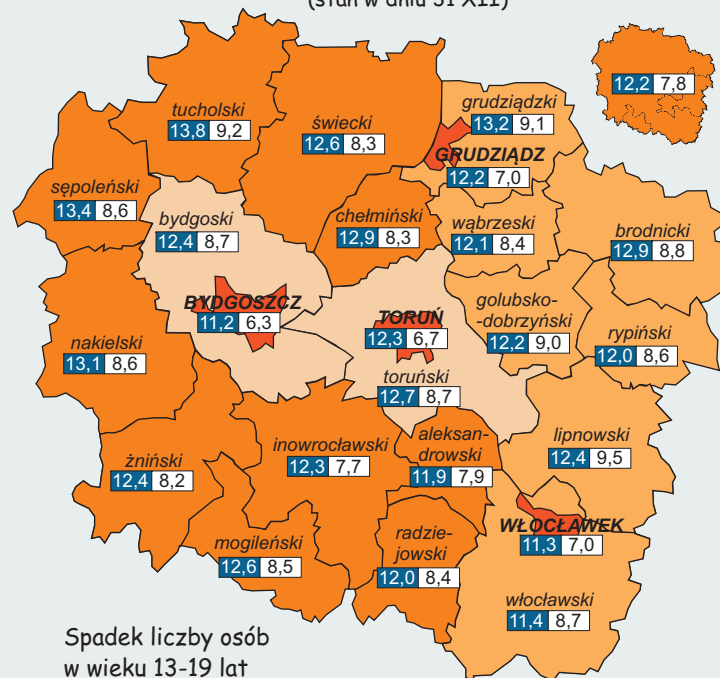 (stan w dniu 31 XII)
12,2 7,8
tucholski
13,8 9,2
świecki
12,6 8,3
grudziądzki
13,2 9,1
GRUDZIĄDZ
12,2 7,0
sępoleński
13,4 8,6
bydgoski
12,4 8,7
chełmiński
12,9 8,3
wąbrzeski
12,1 8,4
brodnicki
12,9 8,8
BYDGOSZCZ
11,2 6,3
TORUŃ
12,3 6,7
golubsko-
-dobrzyński
12,2 9,0
rypiński
12,0 8,6
nakielski
13,1 8,6
toruński
12,7 8,7
żniński
12,4 8,2
inowrocławski
12,3 7,7
aleksan-
drowski
11,9 7,9
lipnowski
12,4 9,5
mogileński
12,6 8,5
radzie-
jowski
12,0 8,4
WŁOCŁAWEK
11,3 7,0
włocławski
11,4 8,7
Spadek liczby osób
w wieku 13-19 lat